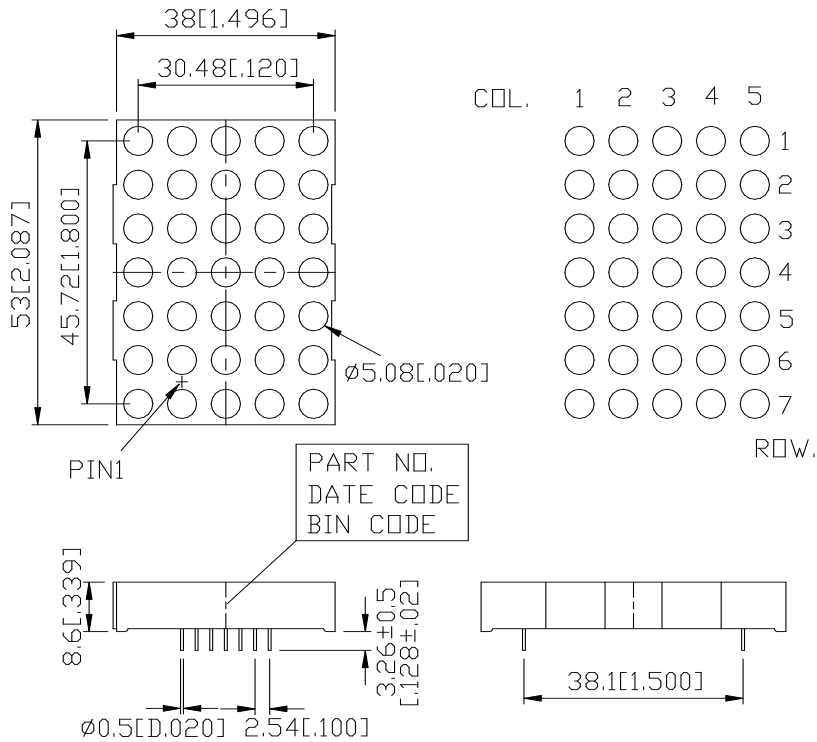 38[1.496]
30.48[.120]
53[2.087]
45.72[1.800]
Ø5.08[.020]
PIN1
COL. 1 2 3 4 5
1
2
3
4
5
6
7
ROW.
PART NO.
DATE CODE
BIN CODE
8.6[.339]
3.26±0.5
[.128±.02]
Ø0.5[D.020]
2.54[.100]
38.1[1.500]